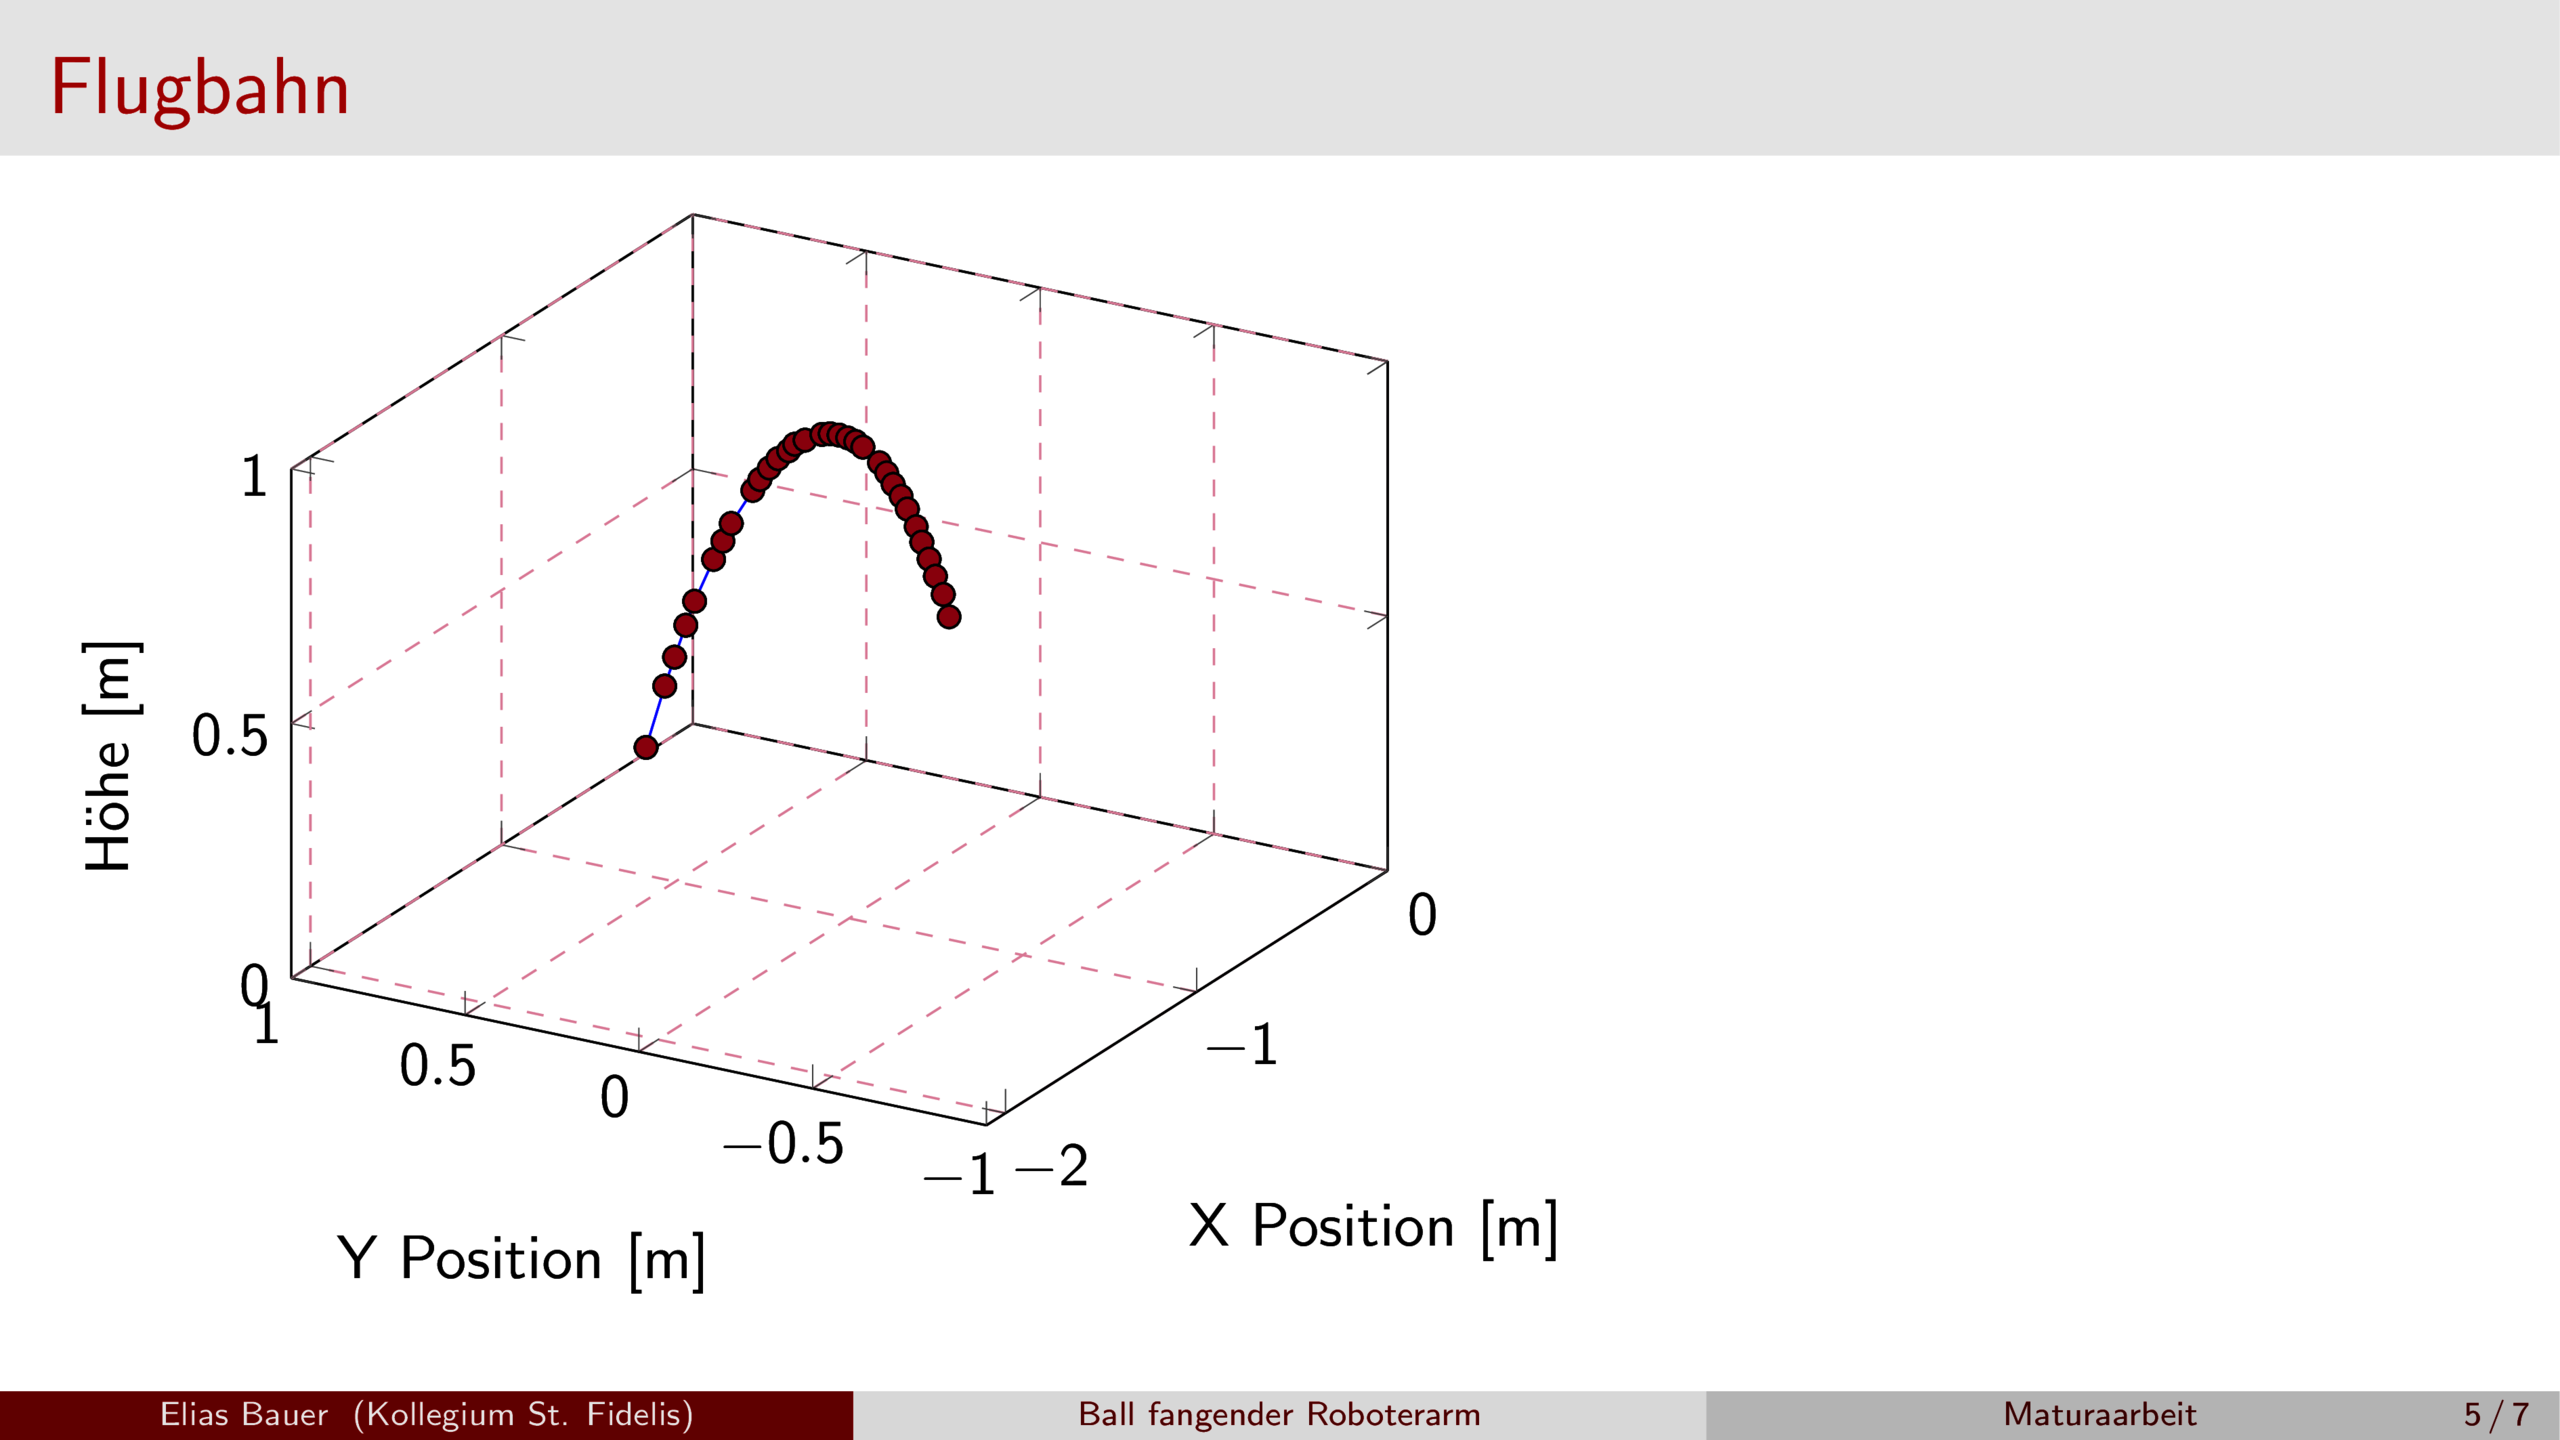 Flugbahn
1
0.5
0
Höhe [m]
1
0.5
0
−0.5
−1
Y Position [m]
−2
−1
0
X Position [m]
Elias Bauer (Kollegium St. Fidelis)
Ball fangender Roboterarm
Maturaarbeit
5 / 7